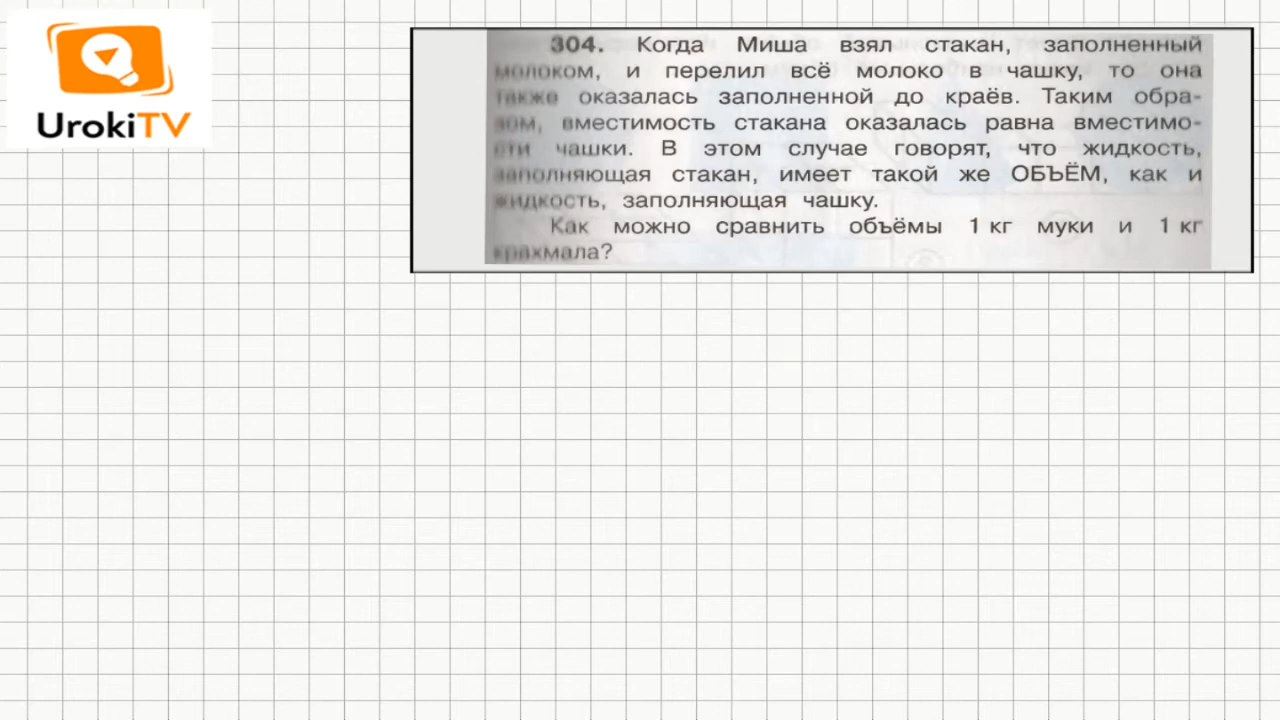 UrokiTV
304. Когда Миша взял стакан, заполненный
молоком, и перелил всё молоко в чашку, то она
также оказалась заполненной до краёв. Таким обра-
зом, вместимость стакана оказалась равна вместимо-
сти чашки. В этом случае говорят, что жидкость,
заполняющая стакан, имеет такой же ОБЪЁМ, как и
жидкость, заполняющая чашку.
Как можно сравнить объёмы 1 кг муки и 1 кг
крахмала?